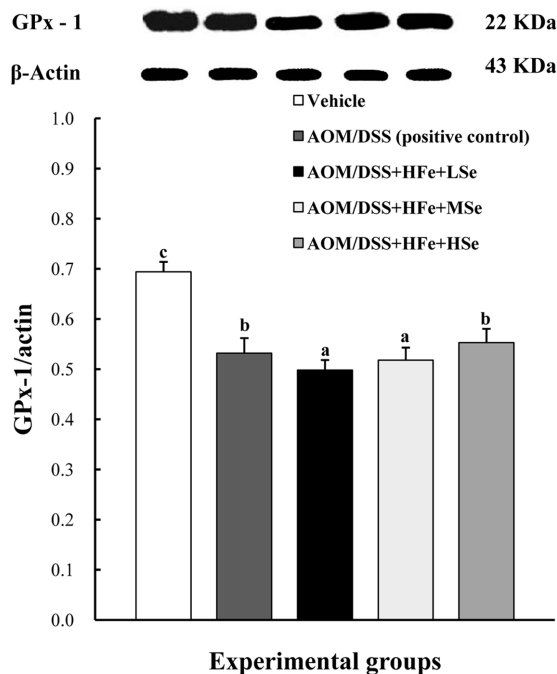 GPx - 1 22 KDa
β-Actin 43 KDa
Vehicle
AOM/DSS (positive control)
AOM/DSS+HFe+LSe
AOM/DSS+HFe+MSe
AOM/DSS+HFe+HSe
1.0
0.9
0.8
0.7
0.6
0.5
0.4
0.3
0.2
0.1
0.0
GPx-1/actin
c
b
a
a
b
Experimental groups